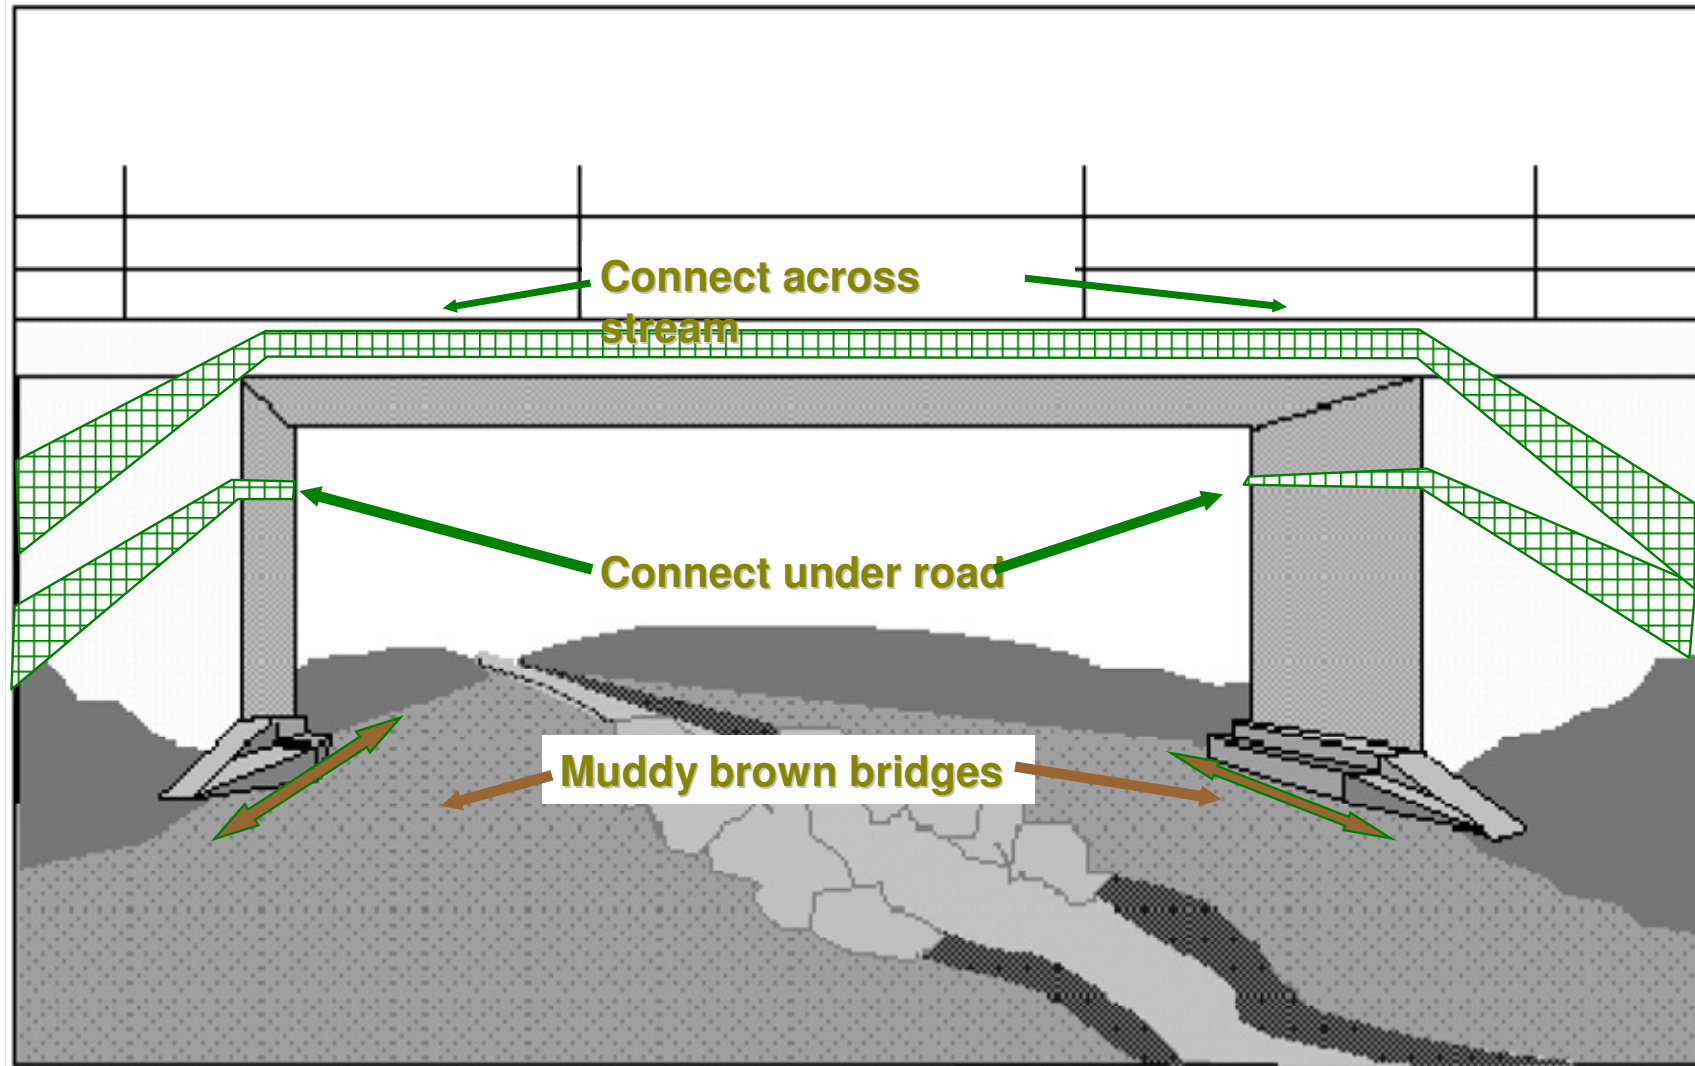 Connect across
stream
Connect under road
Muddy brown bridges